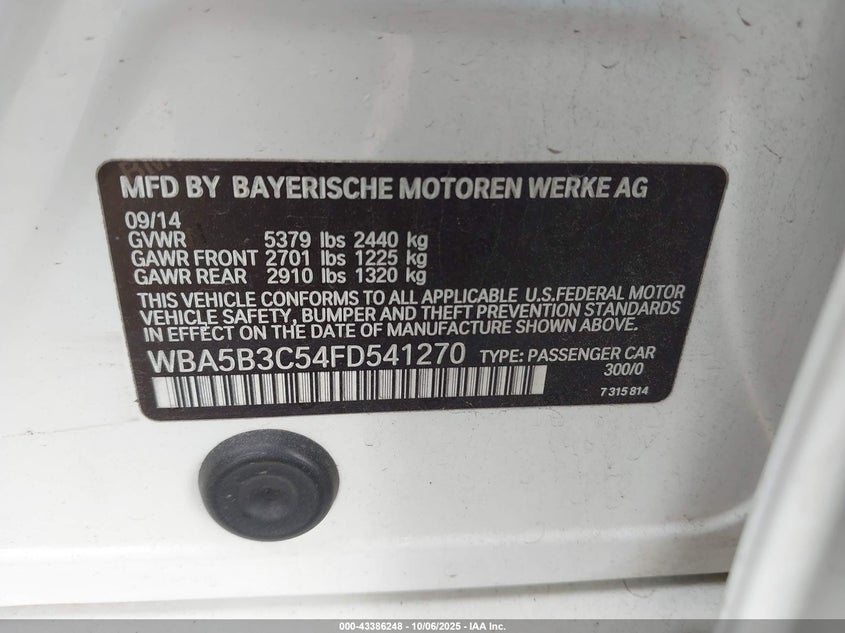 MFD BY BAYERISCHE MOTOREN WERKE AG
09/14
GVWR 5379 lbs 2440 kg
GAWR FRONT 2701 lbs 1225 kg
GAWR REAR 2910 lbs 1320 kg
THIS VEHICLE CONFORMS TO ALL APPLICABLE U.S.FEDERAL MOTOR
VEHICLE SAFETY, BUMPER AND THEFT PREVENTION STANDARDS
IN EFFECT ON THE DATE OF MANUFACTURE SHOWN ABOVE.
WBA5B3C54FD541270 TYPE: PASSENGER CAR
300/0
7 315 814
000-43386248 - 10/06/2025 - IAA Inc.